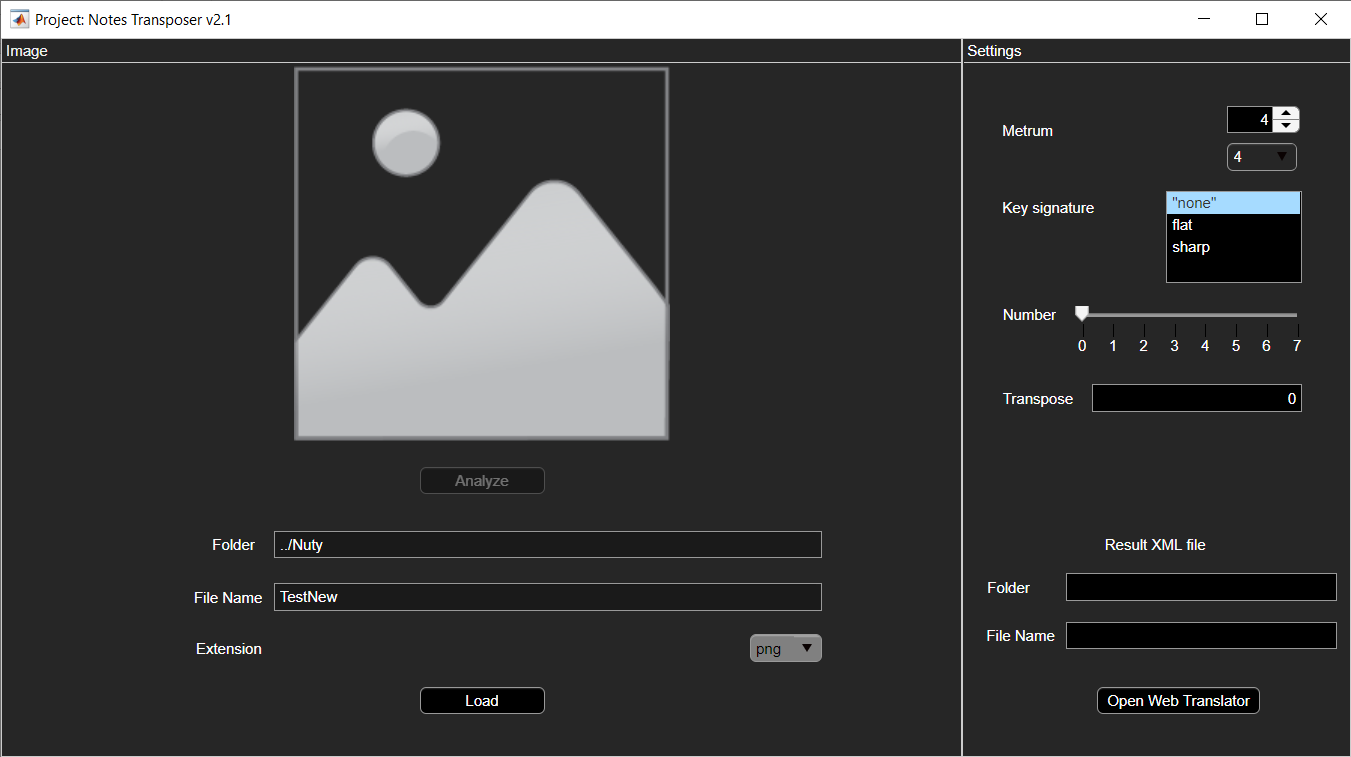 Project: Notes Transposer v2.1
Image
Analyze
Folder
../Nuty
File Name
TestNew
Extension
png
Load
Settings
Metrum
4
4
Key signature
"none"
flat
sharp
Number
0 1 2 3 4 5 6 7
Transpose
0
Result XML file
Folder
File Name
Open Web Translator